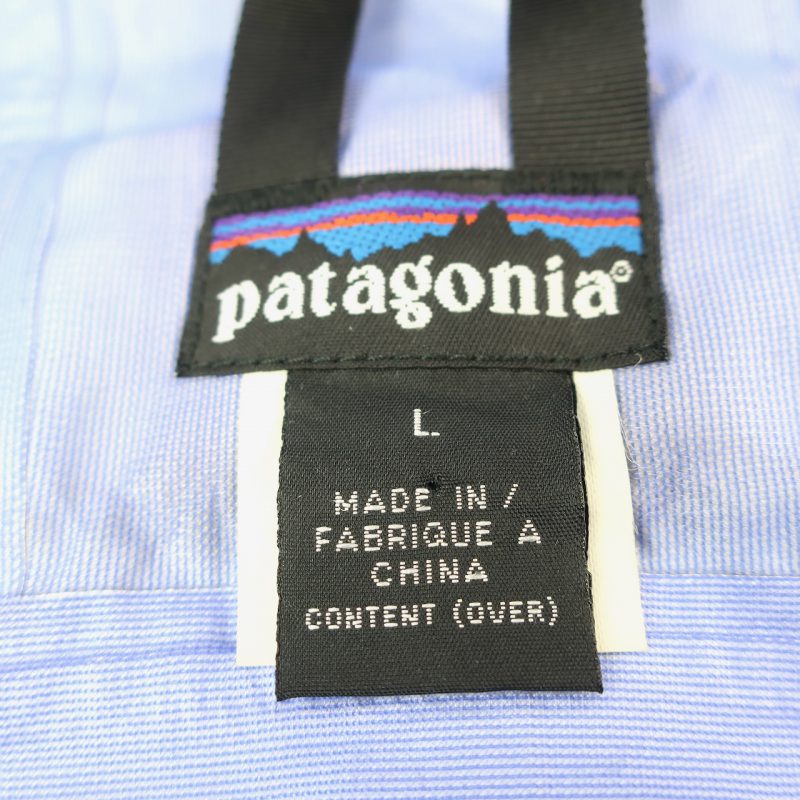 patagonia®
L.
MADE IN /
FABRIQUE A
CHINA
CONTENT (OVER)